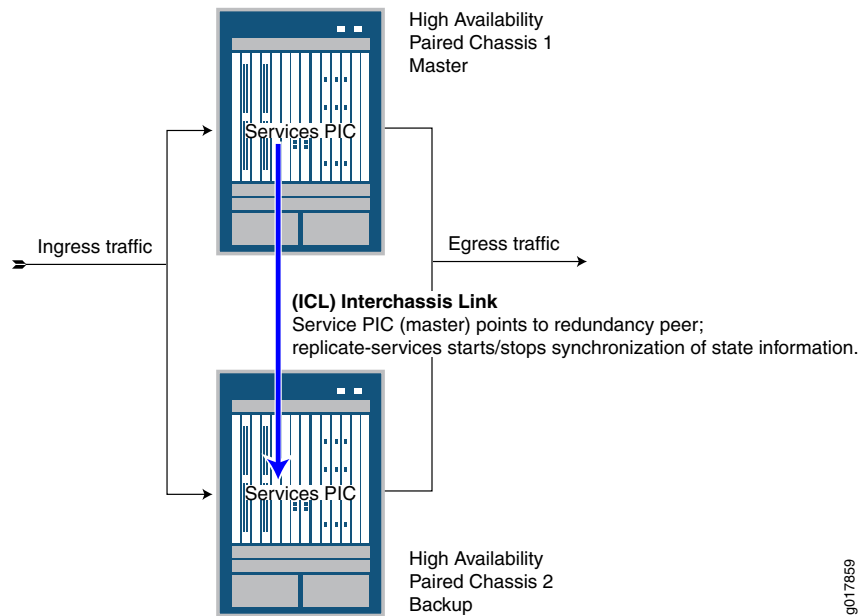 High Availability
Paired Chassis 1
Master
Services PIC
Ingress traffic
Egress traffic
(ICL) Interchassis Link
Service PIC (master) points to redundancy peer;
replicate-services starts/stops synchronization of state information.
Services PIC
High Availability
Paired Chassis 2
Backup
g017859